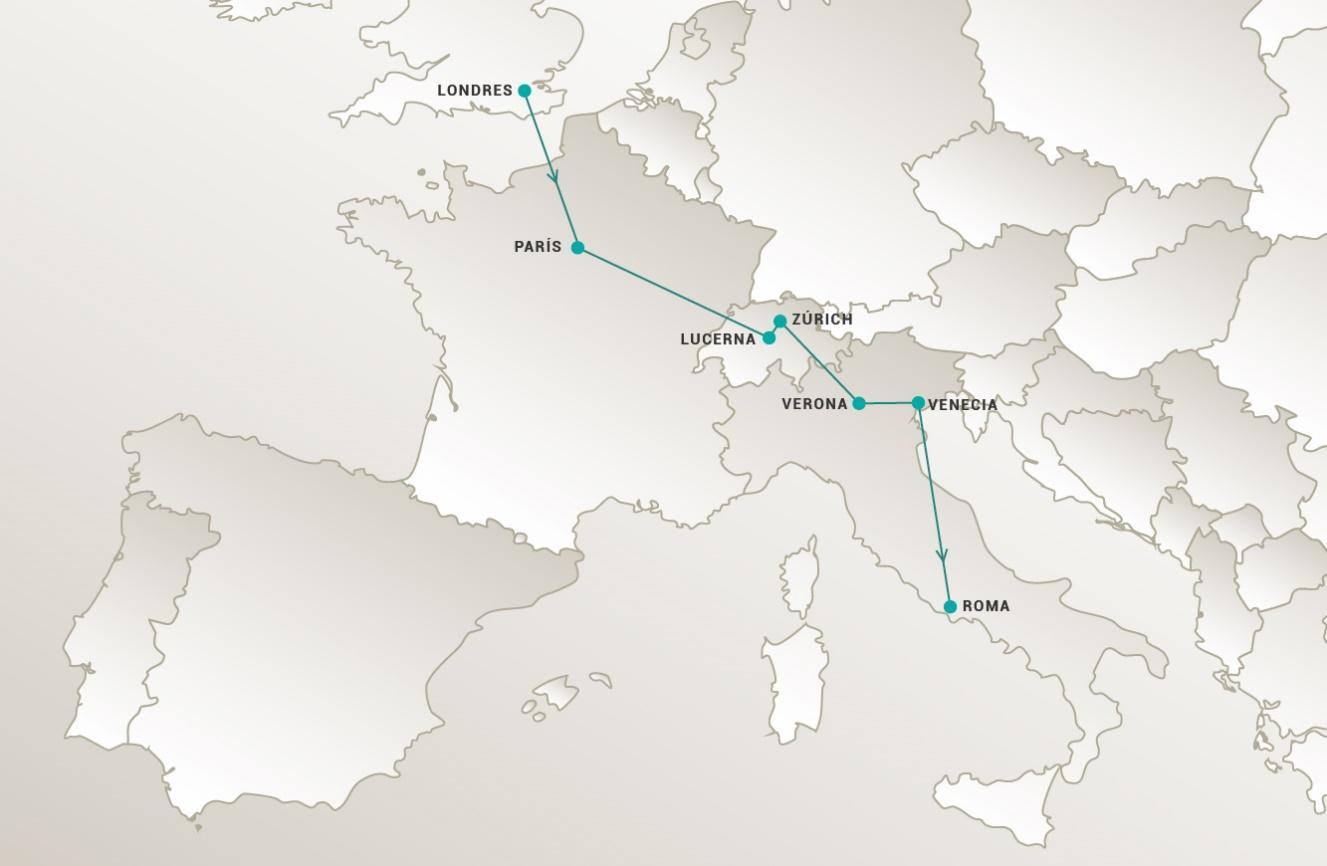 LONDRES
PARÍS
ZÚRICH
LUCERNA
VERONA
VENECIA
ROMA